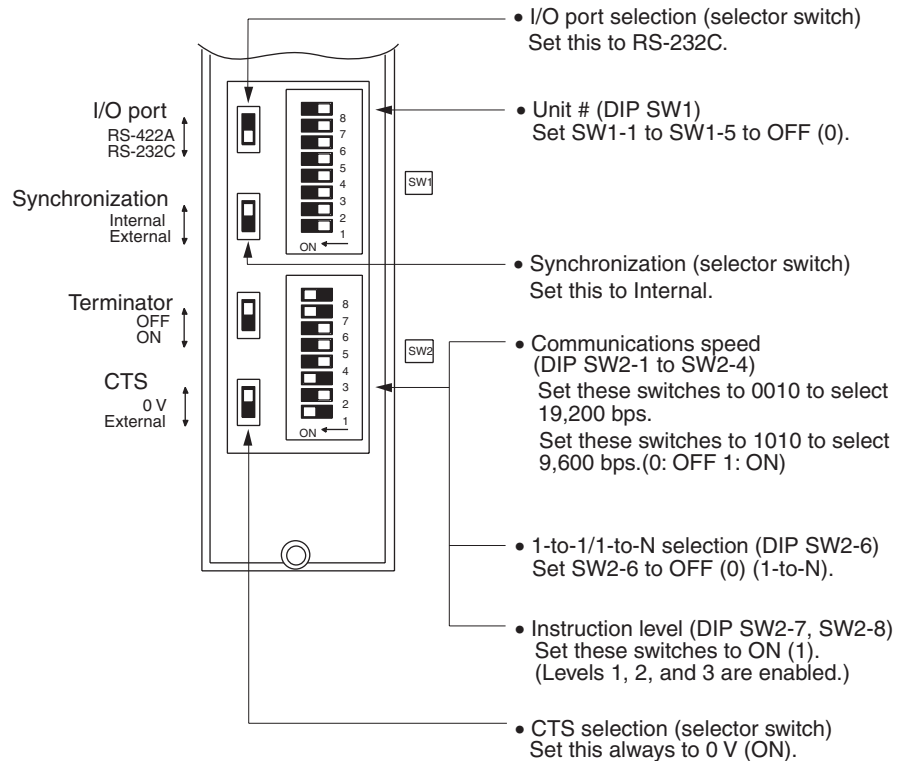 • I/O port selection (selector switch)
Set this to RS-232C.
I/O port
RS-422A
RS-232C
8
7
6
5
4
3
2
1
ON
SW1
• Unit # (DIP SW1)
Set SW1-1 to SW1-5 to OFF (0).
Synchronization
Internal
External
• Synchronization (selector switch)
Set this to Internal.
Terminator
OFF
ON
8
7
6
5
4
3
2
1
ON
SW2
• Communications speed
(DIP SW2-1 to SW2-4)
Set these switches to 0010 to select
19,200 bps.
Set these switches to 1010 to select
9,600 bps.(0: OFF 1: ON)
CTS
0 V
External
• 1-to-1/1-to-N selection (DIP SW2-6)
Set SW2-6 to OFF (0) (1-to-N).
• Instruction level (DIP SW2-7, SW2-8)
Set these switches to ON (1).
(Levels 1, 2, and 3 are enabled.)
• CTS selection (selector switch)
Set this always to 0 V (ON).